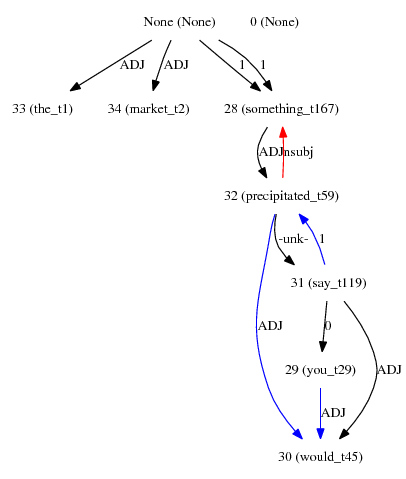 None (None) 0 (None)
ADJ ADJ 1 1
33 (the_t1) 34 (market_t2) 28 (something_t167)
ADJ nsubj
32 (precipitated_t59)
-unk- 1
31 (say_t119)
ADJ 0 ADJ
29 (you_t29)
ADJ
30 (would_t45)